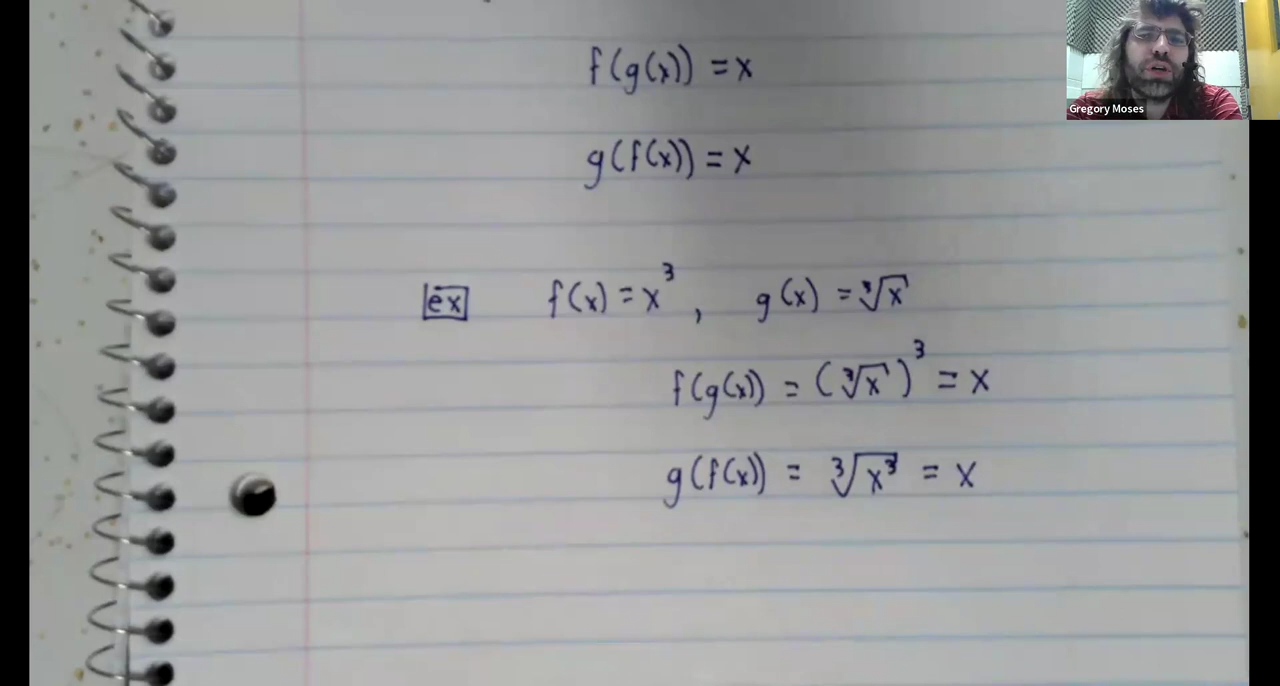 f(g(x)) = x
Gregory Moses
g(f(x)) = x
ex f(x) = x³ , g(x) = ∛x
f(g(x)) = (∛x)³ = x
g(f(x)) = ∛x³ = x